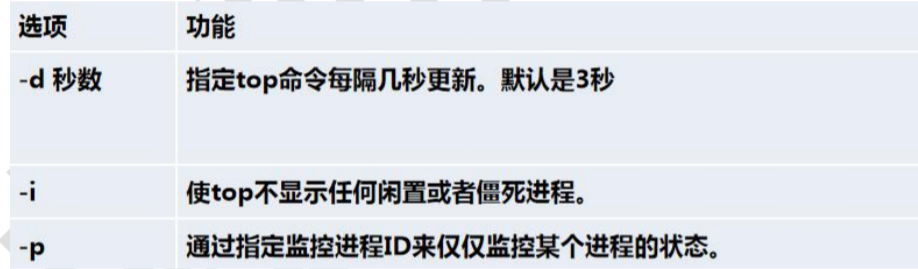 选项 功能
-d 秒数 指定top命令每隔几秒更新。默认是3秒
-i 使top不显示任何闲置或者僵死进程。
-p 通过指定监控进程ID来仅仅监控某个进程的状态。